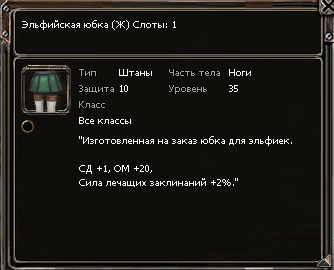 Эльфийская юбка (Ж) Слоты: 1
Тип Штаны Часть тела Ноги
Защита 10 Уровень 35
Класс
Все классы
"Изготовленная на заказ юбка для эльфиек.
СД +1, ОМ +20,
Сила лечащих заклинаний +2%."